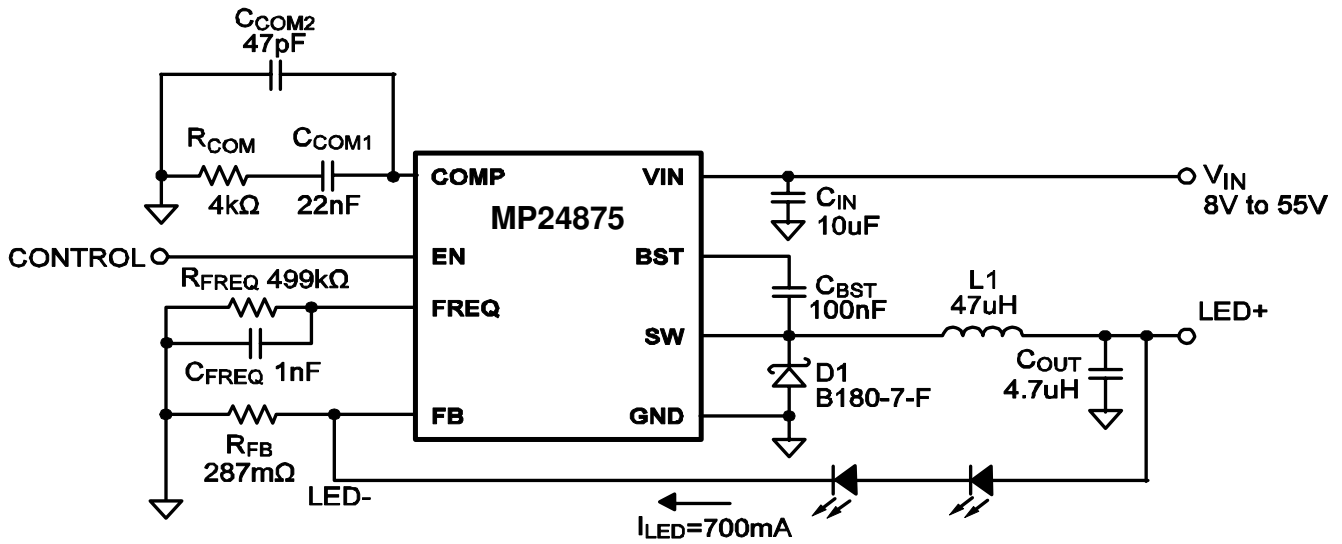 CCOM2
47pF
RCOM
CCOM1
4kΩ
22nF
COMP
VIN
MP24875
CIN
10uF
VIN
8V to 55V
CONTROL
EN
BST
RFREQ 499kΩ
CBST
100nF
L1
47uH
FREQ
LED+
SW
CFREQ 1nF
D1
B180-7-F
COUT
4.7uH
FB
GND
RFB
287mΩ
LED-
ILED=700mA